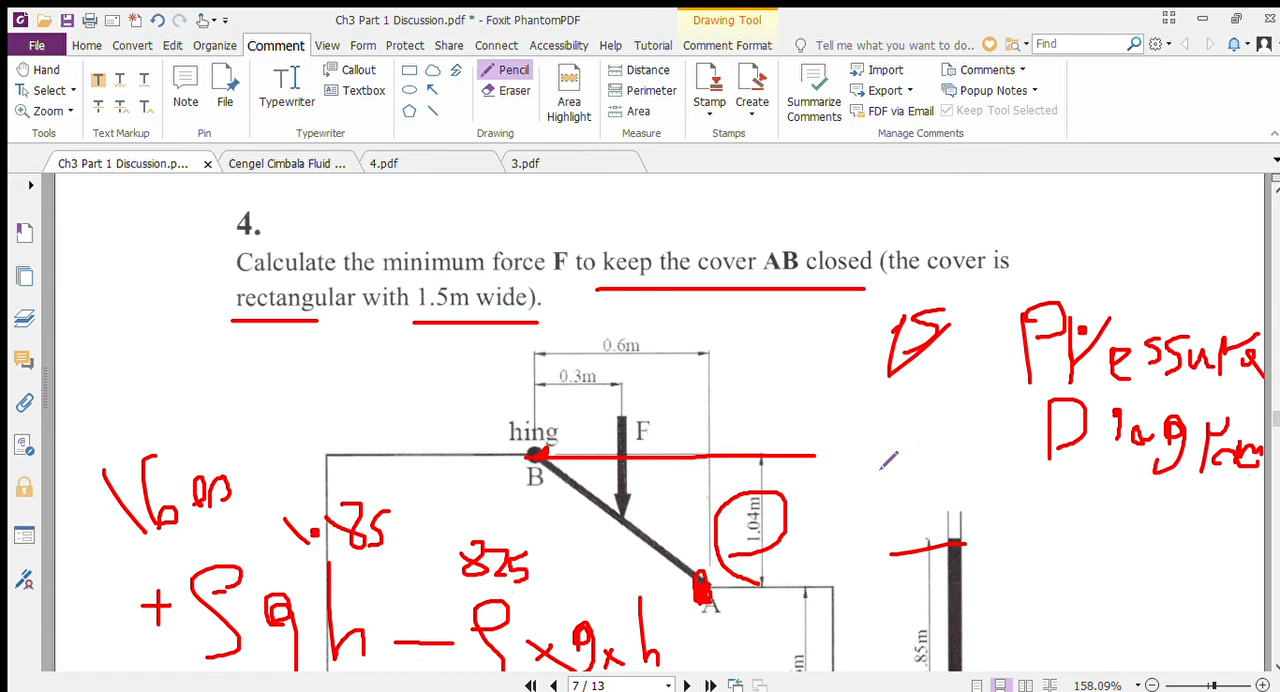 Ch3 Part 1 Discussion.pdf * - Foxit PhantomPDF
Drawing Tool
File Home Convert Edit Organize Comment View Form Protect Share Connect Accessibility Help Tutorial Comment Format Tell me what you want to do.. Find
Hand
Select
Zoom
Tools
T T T
T T T
Text Markup
Note
File
Pin
Typewriter
Callout
Textbox
Typewriter
Pencil
Eraser
Drawing
Area Highlight
Distance
Perimeter
Area
Measure
Stamp
Create
Stamps
Summarize Comments
Import
Export
FDF via Email
Comments
Popup Notes
Keep Tool Selected
Manage Comments
Ch3 Part 1 Discussion.p... × Cengel Cimbala Fluid ... 4.pdf 3.pdf
4.
Calculate the minimum force F to keep the cover AB closed (the cover is
rectangular with 1.5m wide).
Pressure
Diagram
0.6m
0.3m
hing
F
B
1.04m
1.85
825
A
+ ρ g h – ρ × g × h
.85m
m
7 / 13
158.09%